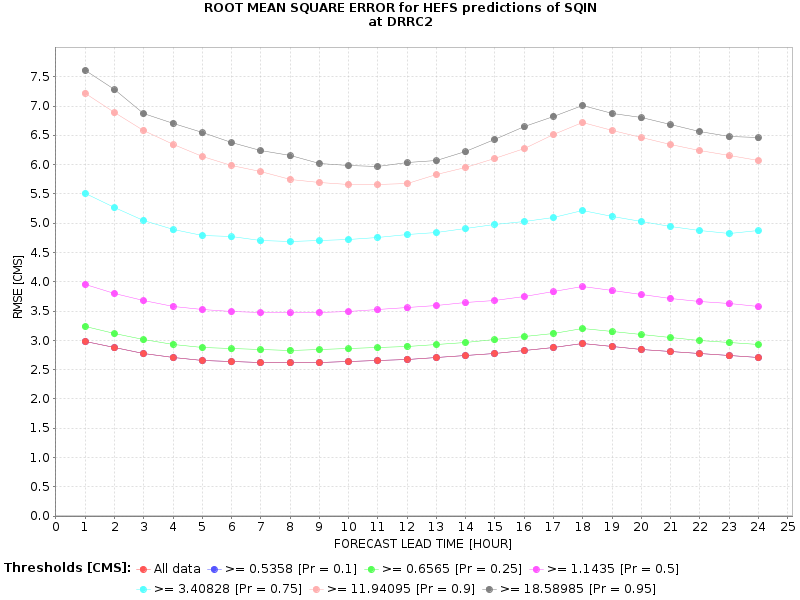 ROOT MEAN SQUARE ERROR for HEFS predictions of SQIN
at DRRC2
RMSE [CMS]
7.5
7.0
6.5
6.0
5.5
5.0
4.5
4.0
3.5
3.0
2.5
2.0
1.5
1.0
0.5
0.0
0 1 2 3 4 5 6 7 8 9 10 11 12 13 14 15 16 17 18 19 20 21 22 23 24 25
FORECAST LEAD TIME [HOUR]
Thresholds [CMS]: All data >= 0.5358 [Pr = 0.1] >= 0.6565 [Pr = 0.25] >= 1.1435 [Pr = 0.5]
>= 3.40828 [Pr = 0.75] >= 11.94095 [Pr = 0.9] >= 18.58985 [Pr = 0.95]